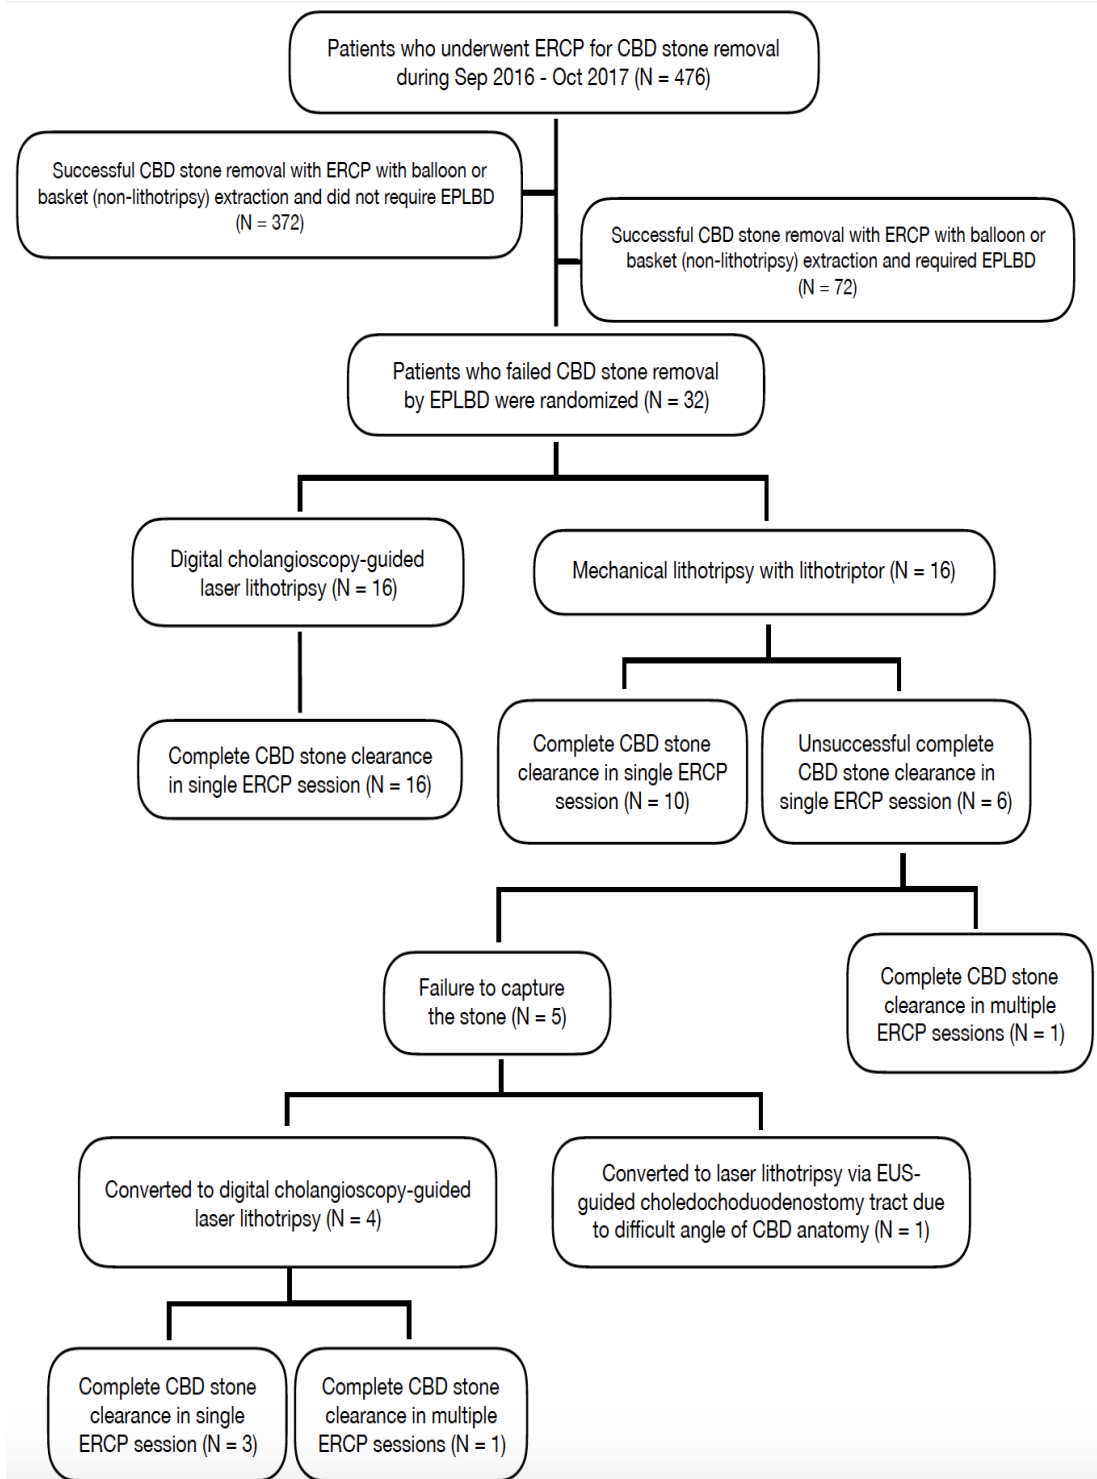 Patients who underwent ERCP for CBD stone removal
during Sep 2016 - Oct 2017 (N = 476)
Successful CBD stone removal with ERCP with balloon or
basket (non-lithotripsy) extraction and did not require EPLBD
(N = 372)
Successful CBD stone removal with ERCP with balloon or
basket (non-lithotripsy) extraction and required EPLBD
(N = 72)
Patients who failed CBD stone removal
by EPLBD were randomized (N = 32)
Digital cholangioscopy-guided
laser lithotripsy (N = 16)
Mechanical lithotripsy with lithotriptor (N = 16)
Complete CBD stone clearance
in single ERCP session (N = 16)
Complete CBD stone
clearance in single ERCP
session (N = 10)
Unsuccessful complete
CBD stone clearance in
single ERCP session (N = 6)
Failure to capture
the stone (N = 5)
Complete CBD stone
clearance in multiple
ERCP sessions (N = 1)
Converted to digital cholangioscopy-guided
laser lithotripsy (N = 4)
Converted to laser lithotripsy via EUS-
guided choledochoduodenostomy tract due
to difficult angle of CBD anatomy (N = 1)
Complete CBD stone
clearance in single
ERCP session (N = 3)
Complete CBD stone
clearance in multiple
ERCP sessions (N = 1)